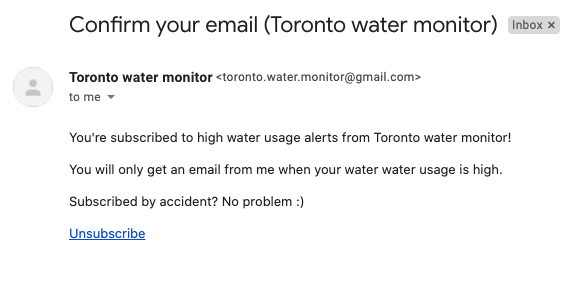 Confirm your email (Toronto water monitor) Inbox ×
Toronto water monitor <toronto.water.monitor@gmail.com>
to me
You're subscribed to high water usage alerts from Toronto water monitor!
You will only get an email from me when your water water usage is high.
Subscribed by accident? No problem :)
Unsubscribe